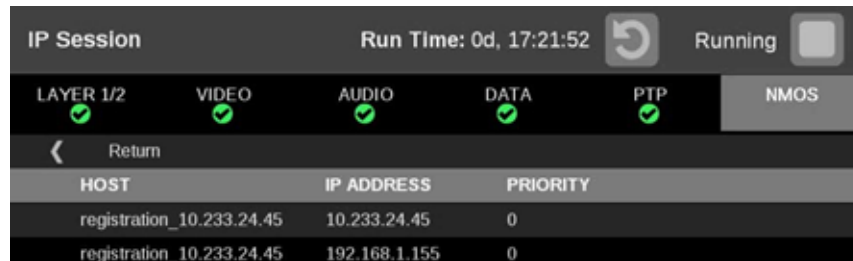 IP Session Run Time: 0d, 17:21:52 Running
LAYER 1/2 VIDEO AUDIO DATA PTP NMOS
Return
HOST IP ADDRESS PRIORITY
registration_10.233.24.45 10.233.24.45 0
registration_10.233.24.45 192.168.1.155 0